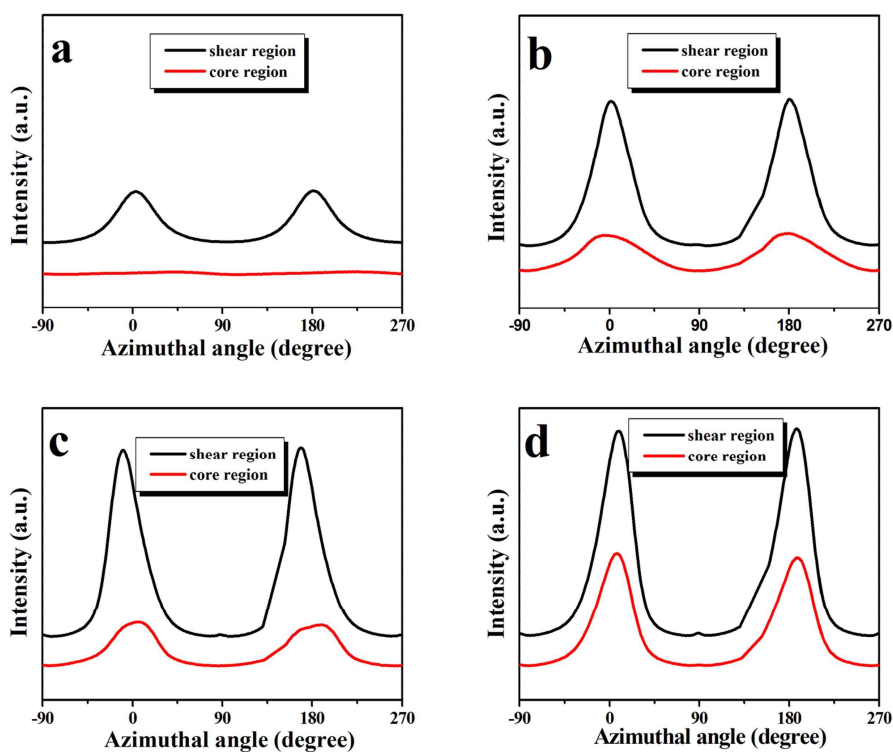 a
shear region
core region
Intensity (a.u.)
-90 0 90 180 270
Azimuthal angle (degree)
b
shear region
core region
Intensity (a.u.)
-90 0 90 180 270
Azimuthal angle (degree)
c
shear region
core region
Intensity (a.u.)
-90 0 90 180 270
Azimuthal angle (degree)
d
shear region
core region
Intensity (a.u.)
-90 0 90 180 270
Azimuthal angle (degree)